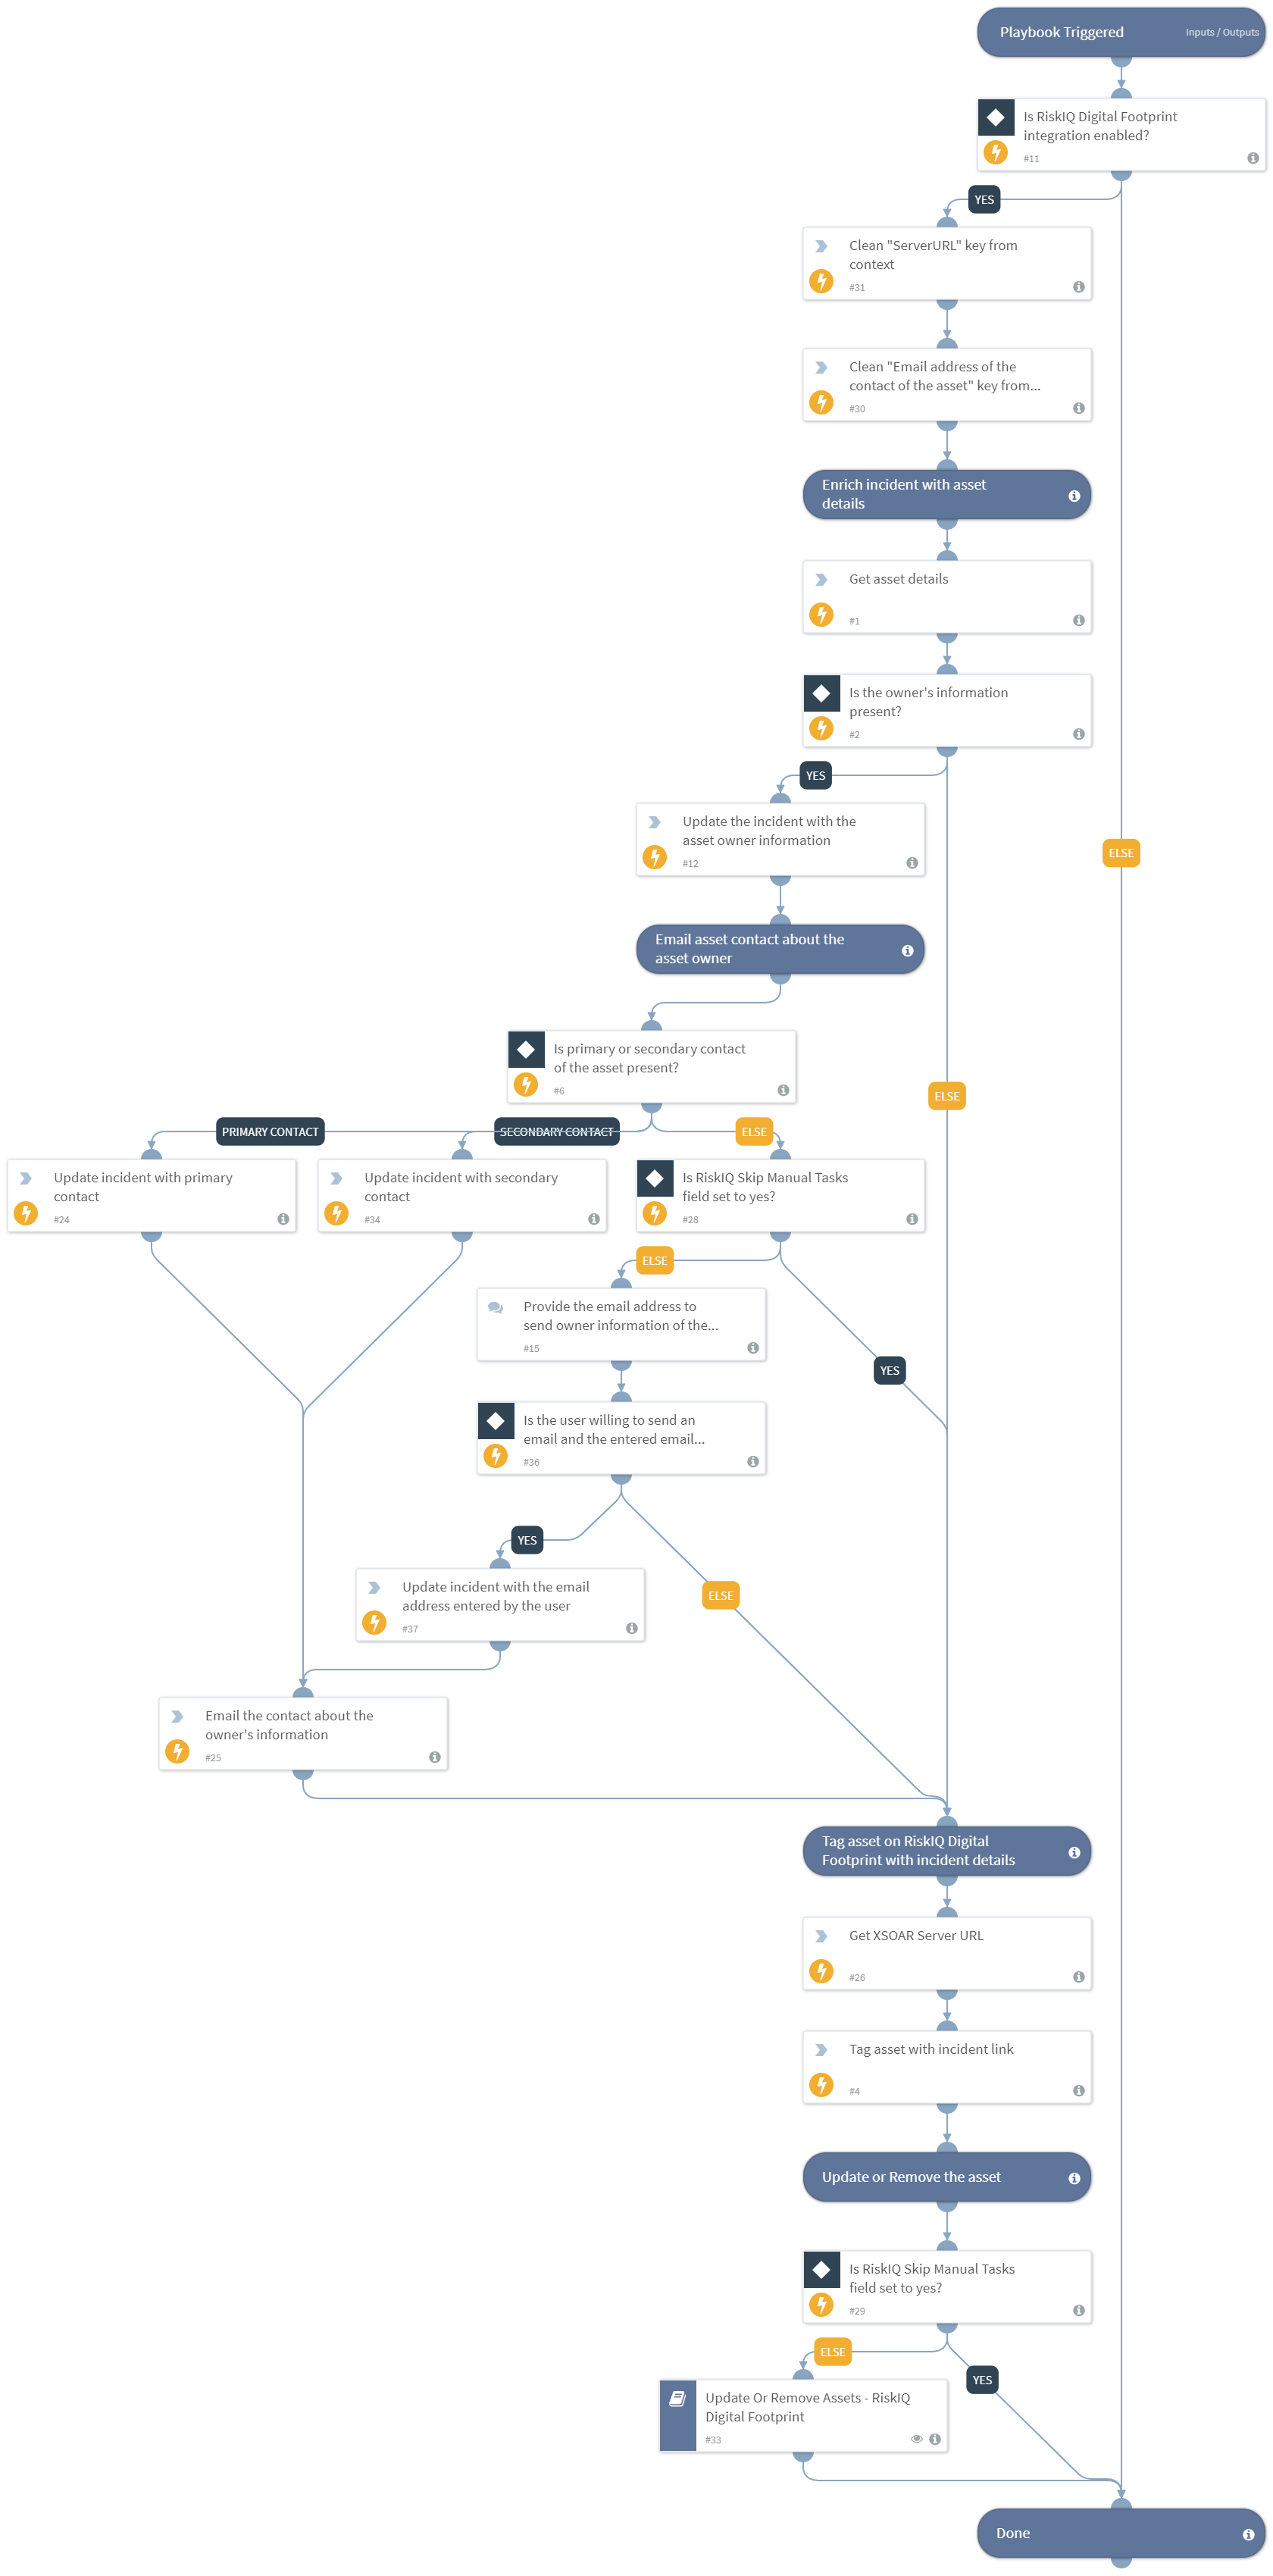 Playbook Triggered
Inputs / Outputs
Is RiskIQ Digital Footprint
integration enabled?
#11
YES
Clean "ServerURL" key from
context
#31
Clean "Email address of the
contact of the asset" key from...
#30
Enrich incident with asset
details
Get asset details
#1
Is the owner's information
present?
#2
YES
Update the incident with the
asset owner information
#12
ELSE
Email asset contact about the
asset owner
Is primary or secondary contact
of the asset present?
#6
ELSE
PRIMARY CONTACT
SECONDARY CONTACT
ELSE
Update incident with primary
contact
#24
Update incident with secondary
contact
#34
Is RiskIQ Skip Manual Tasks
field set to yes?
#28
ELSE
Provide the email address to
send owner information of the...
#15
YES
Is the user willing to send an
email and the entered email...
#36
YES
Update incident with the email
address entered by the user
#37
ELSE
Email the contact about the
owner's information
#25
Tag asset on RiskIQ Digital
Footprint with incident details
Get XSOAR Server URL
#26
Tag asset with incident link
#4
Update or Remove the asset
Is RiskIQ Skip Manual Tasks
field set to yes?
#29
ELSE
YES
Update Or Remove Assets - RiskIQ
Digital Footprint
#33
Done